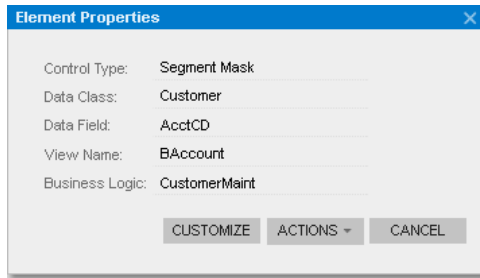 Element Properties
Control Type: Segment Mask
Data Class: Customer
Data Field: AcctCD
View Name: BAccount
Business Logic: CustomerMaint
CUSTOMIZE ACTIONS CANCEL